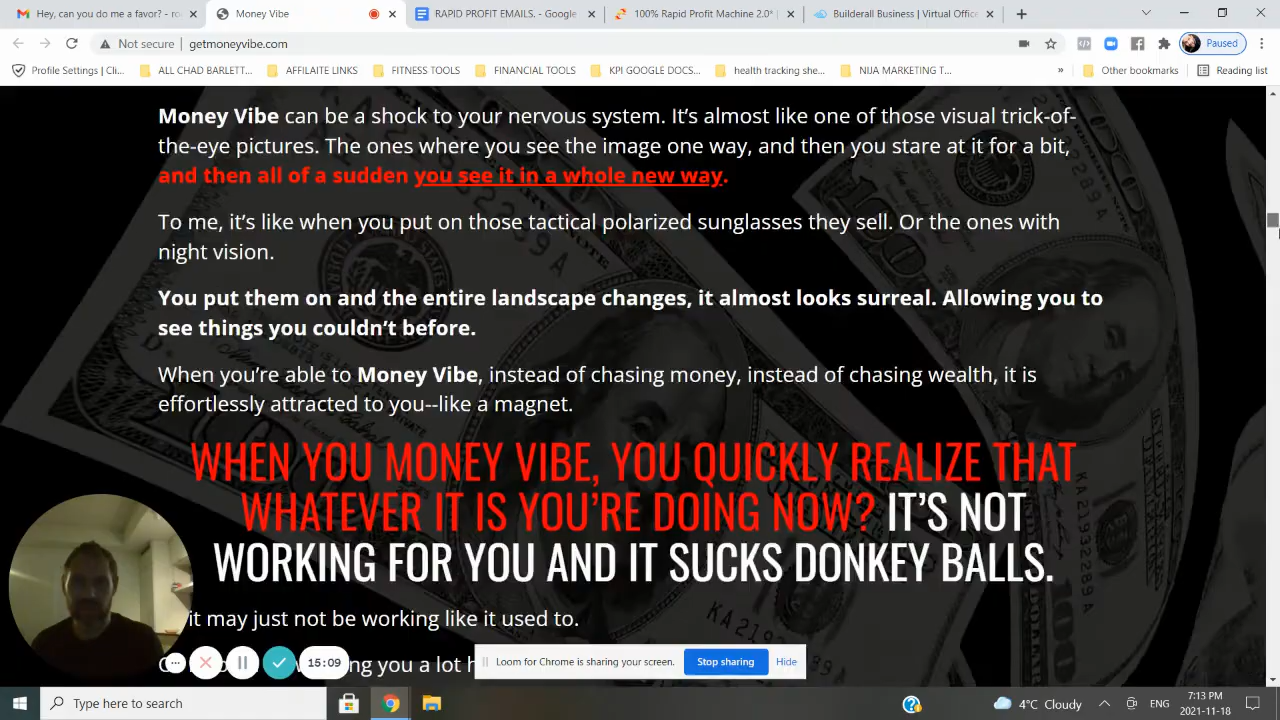 Hey, can you do me a favor? - ro
Money Vibe
RAPID PROFIT EMAILS. - Google
100% Rapid Profit Machine 2.0*
Builderall Business | Virtual Offic
Not secure | getmoneyvibe.com
Paused
Profile Settings | Cli...
ALL CHAD BARLETT...
AFFILAITE LINKS
FITNESS TOOLS
FINANCIAL TOOLS
KPI GOOGLE DOCS...
health tracking she...
NIJA MARKETING T...
»
Other bookmarks
Reading list
Money Vibe can be a shock to your nervous system. It’s almost like one of those visual trick-of-
the-eye pictures. The ones where you see the image one way, and then you stare at it for a bit,
and then all of a sudden you see it in a whole new way.
To me, it’s like when you put on those tactical polarized sunglasses they sell. Or the ones with
night vision.
You put them on and the entire landscape changes, it almost looks surreal. Allowing you to
see things you couldn’t before.
When you’re able to Money Vibe, instead of chasing money, instead of chasing wealth, it is
effortlessly attracted to you--like a magnet.
WHEN YOU MONEY VIBE, YOU QUICKLY REALIZE THAT
WHATEVER IT IS YOU’RE DOING NOW? IT’S NOT
WORKING FOR YOU AND IT SUCKS DONKEY BALLS.
it may just not be working like it used to.
ng you a lot h
15:09
Loom for Chrome is sharing your screen.
Stop sharing
Hide
Type here to search
4°C Cloudy
ENG
7:13 PM
2021-11-18